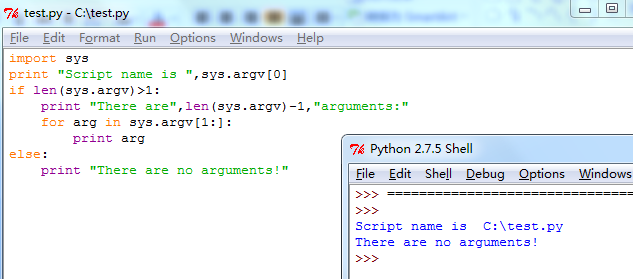 test.py - C:\test.py
File Edit Format Run Options Windows Help
import sys
print "Script name is ",sys.argv[0]
if len(sys.argv)>1:
    print "There are",len(sys.argv)-1,"arguments:"
    for arg in sys.argv[1:]:
        print arg
else:
    print "There are no arguments!"
Python 2.7.5 Shell
File Edit Shell Debug Options Windows
>>> ================================
>>>
Script name is  C:\test.py
There are no arguments!
>>>